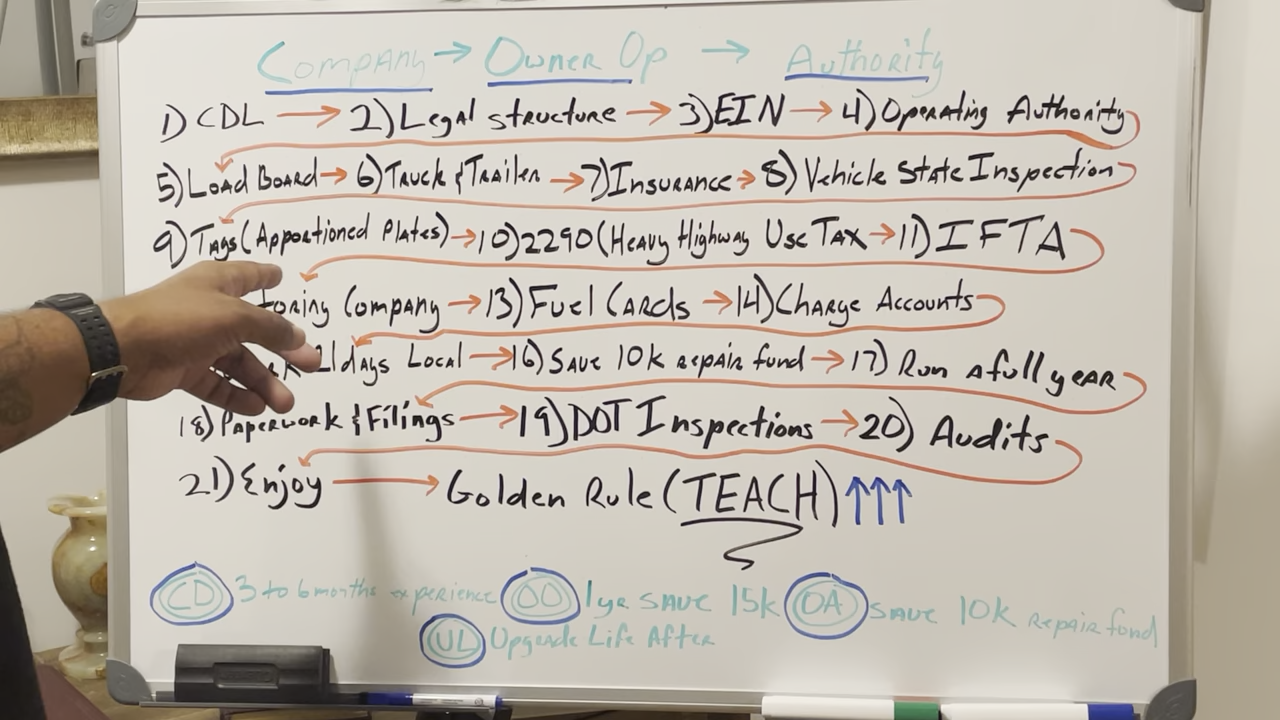 Company → Owner Op → Authority
1) CDL → 2) Legal structure → 3) EIN → 4) Operating Authority
5) Load Board → 6) Truck & Trailer → 7) Insurance → 8) Vehicle State Inspection
9) Tags (Apportioned Plates) → 10) 2290 (Heavy Highway Use Tax → 11) IFTA
toring Company → 13) Fuel Cards → 14) Charge Accounts
21 days Local → 16) Save 10k repair fund → 17) Run a full year
18) Paperwork & Filings → 19) DOT Inspections → 20) Audits
21) Enjoy → Golden Rule (TEACH) ↑↑↑
CD 3 to 6 months experience OO 1 yr save 15k OA save 10k repair fund
UL Upgrade Life After